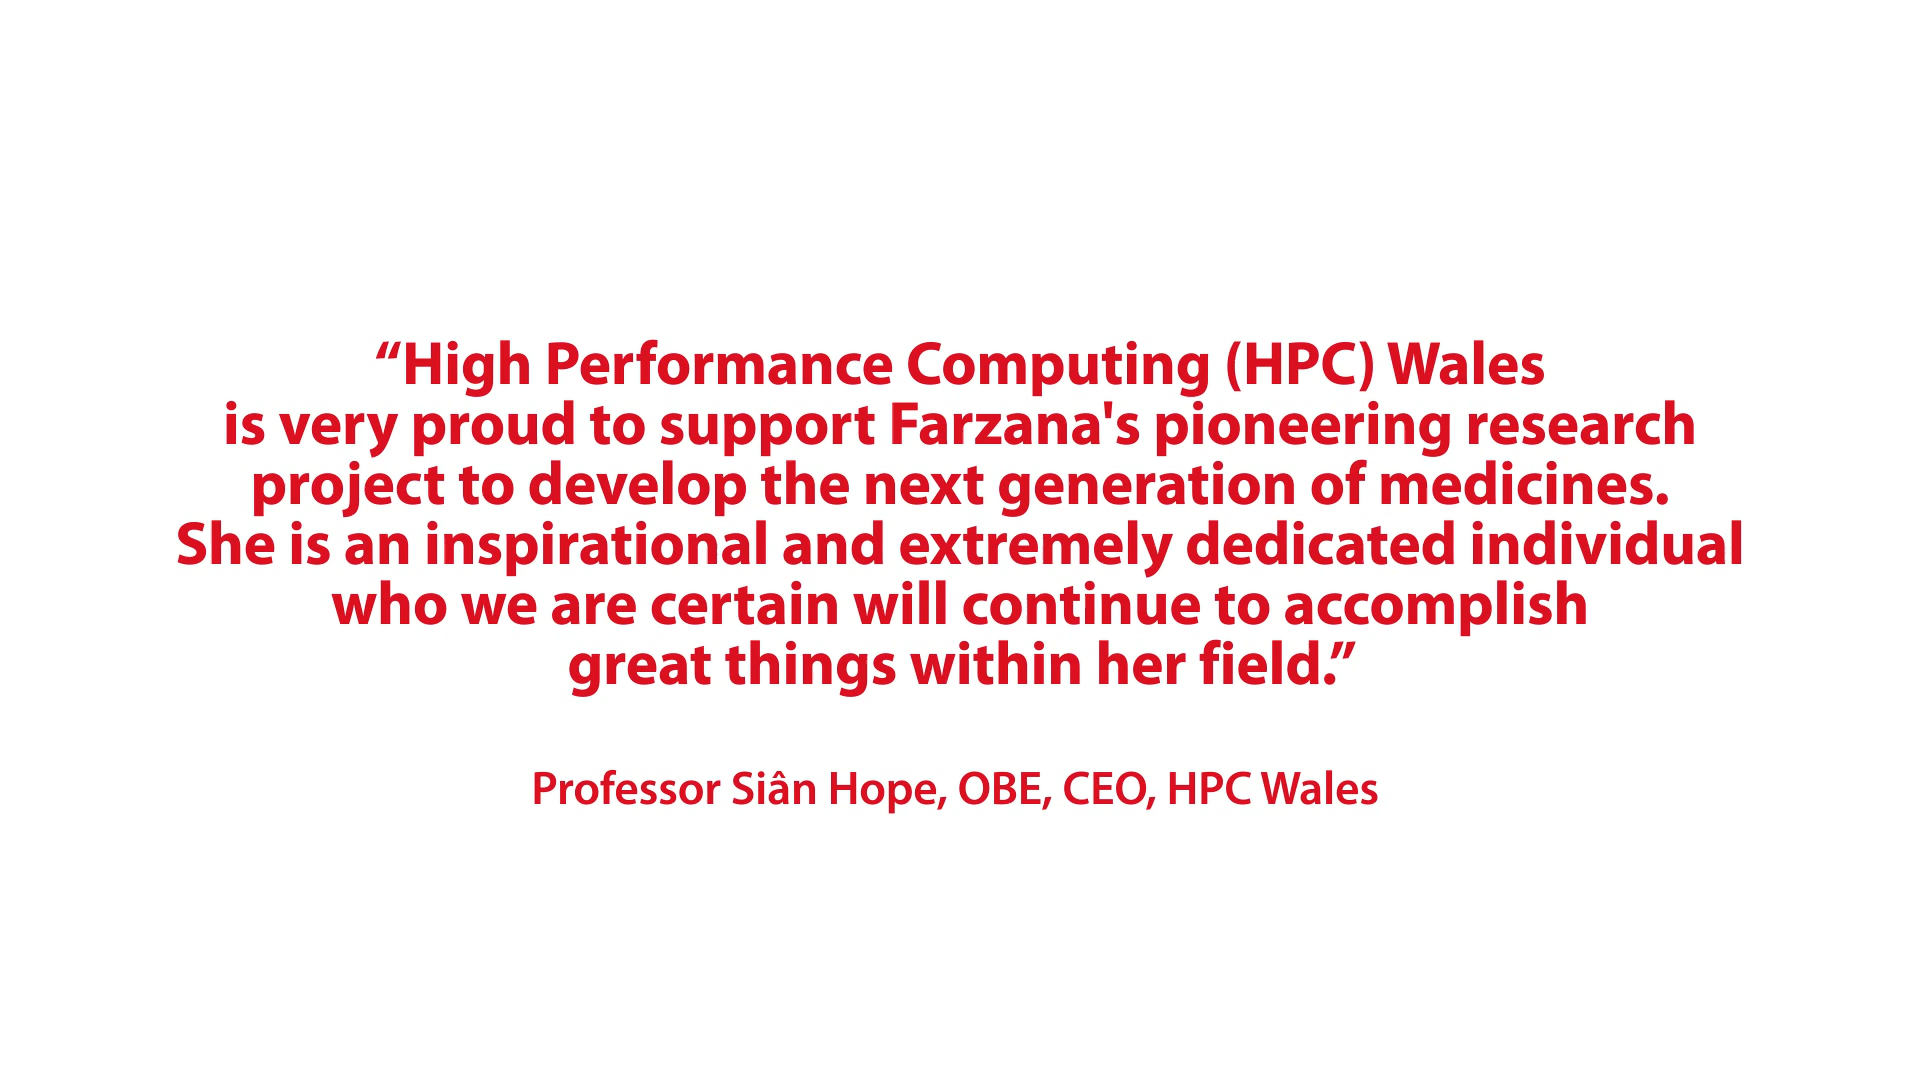 “High Performance Computing (HPC) Wales
is very proud to support Farzana's pioneering research
project to develop the next generation of medicines.
She is an inspirational and extremely dedicated individual
who we are certain will continue to accomplish
great things within her field.”
Professor Siân Hope, OBE, CEO, HPC Wales